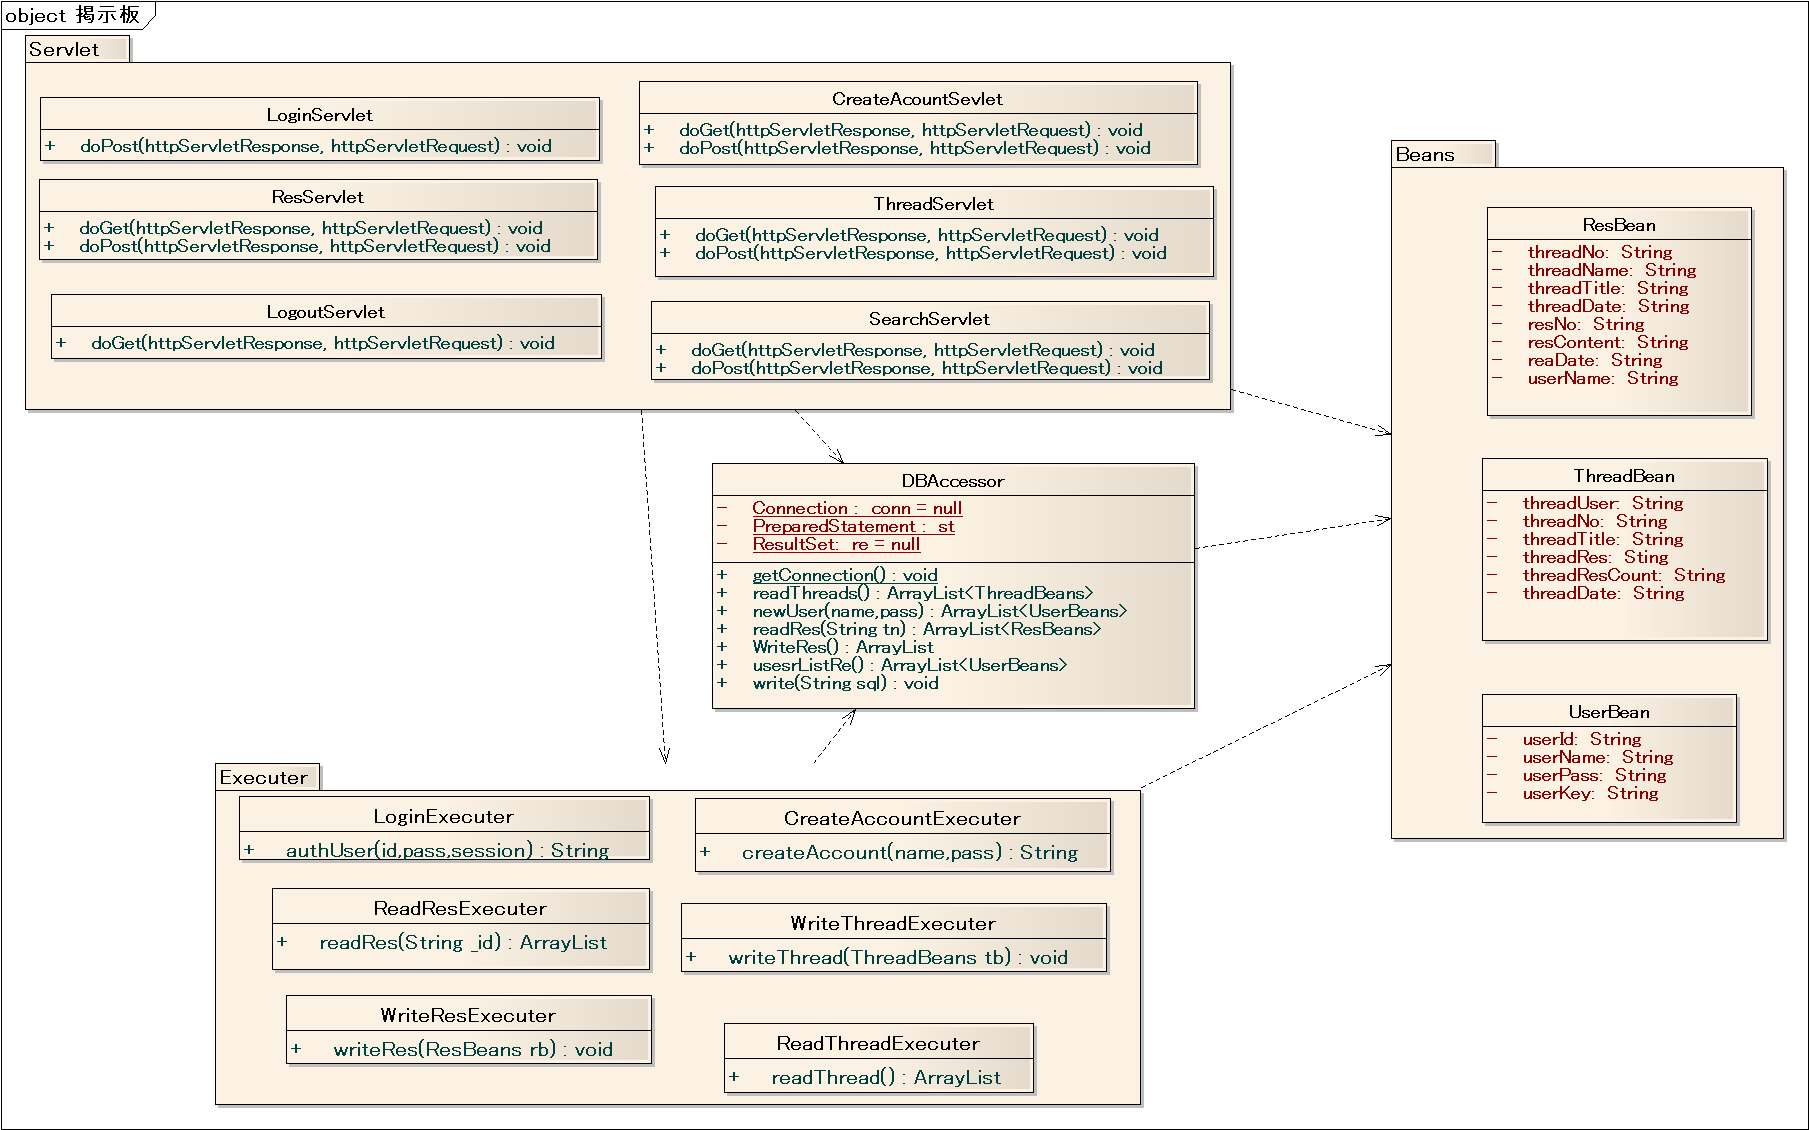 object 掲示板
Servlet
LoginServlet
+ doPost(httpServletResponse, httpServletRequest) : void
CreateAcountSevlet
+ doGet(httpServletResponse, httpServletRequest) : void
+ doPost(httpServletResponse, httpServletRequest) : void
ResServlet
+ doGet(httpServletResponse, httpServletRequest) : void
+ doPost(httpServletResponse, httpServletRequest) : void
ThreadServlet
+ doGet(httpServletResponse, httpServletRequest) : void
+ doPost(httpServletResponse, httpServletRequest) : void
LogoutServlet
+ doGet(httpServletResponse, httpServletRequest) : void
SearchServlet
+ doGet(httpServletResponse, httpServletRequest) : void
+ doPost(httpServletResponse, httpServletRequest) : void
Beans
ResBean
- threadNo: String
- threadName: String
- threadTitle: String
- threadDate: String
- resNo: String
- resContent: String
- reaDate: String
- userName: String
ThreadBean
- threadUser: String
- threadNo: String
- threadTitle: String
- threadRes: Sting
- threadResCount: String
- threadDate: String
UserBean
- userId: String
- userName: String
- userPass: String
- userKey: String
DBAccessor
- Connection : conn = null
- PreparedStatement : st
- ResultSet: re = null
+ getConnection() : void
+ readThreads() : ArrayList<ThreadBeans>
+ newUser(name,pass) : ArrayList<UserBeans>
+ readRes(String tn) : ArrayList<ResBeans>
+ WriteRes() : ArrayList
+ usesrListRe() : ArrayList<UserBeans>
+ write(String sql) : void
Executer
LoginExecuter
+ authUser(id,pass,session) : String
CreateAccountExecuter
+ createAccount(name,pass) : String
ReadResExecuter
+ readRes(String _id) : ArrayList
WriteThreadExecuter
+ writeThread(ThreadBeans tb) : void
WriteResExecuter
+ writeRes(ResBeans rb) : void
ReadThreadExecuter
+ readThread() : ArrayList